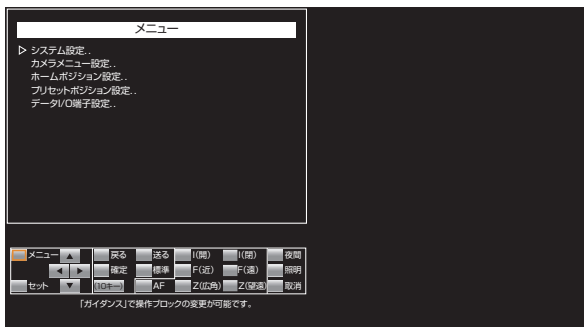 メニュー
システム設定..
カメラメニュー設定..
ホームポジション設定..
プリセットポジション設定..
データI/O端子設定..
メニュー ▲ 戻る 送る I(開) I(閉) 夜間
◀ ▶ 確定 標準 F(近) F(遠) 照明
セット ▼ (10キー) AF Z(広角) Z(望遠) 取消
「ガイダンス」で操作ブロックの変更が可能です。